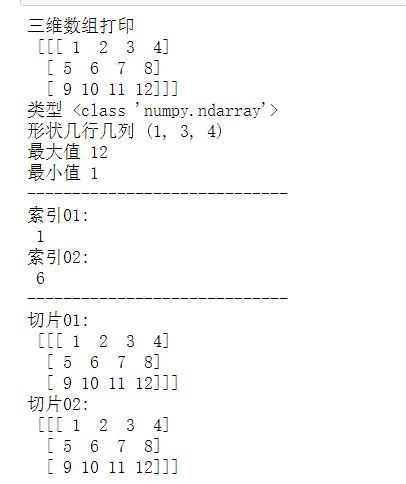 三维数组打印
 [[[ 1  2  3  4]
  [ 5  6  7  8]
  [ 9 10 11 12]]]
类型 <class 'numpy.ndarray'>
形状几行几列 (1, 3, 4)
最大值 12
最小值 1
-----------------------------
索引01:
 1
索引02:
 6
-----------------------------
切片01:
 [[[ 1  2  3  4]
  [ 5  6  7  8]
  [ 9 10 11 12]]]
切片02:
 [[[ 1  2  3  4]
  [ 5  6  7  8]
  [ 9 10 11 12]]]